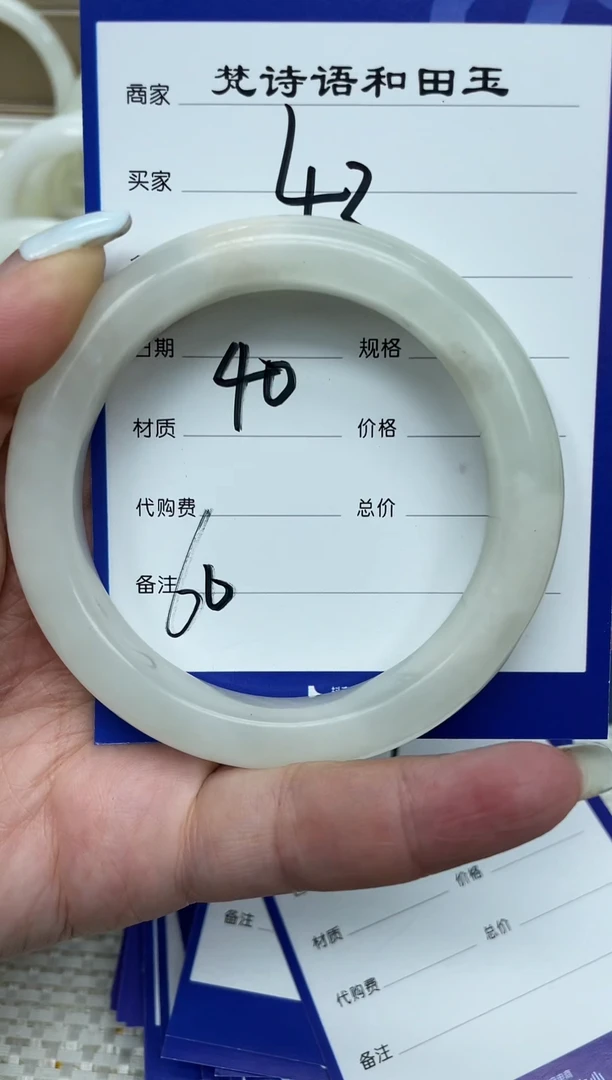 商家 梵诗语和田玉
买家
43
日期 规格
40
材质 价格
代购费 总价
备注
60
价格
材质
总价
代购费
备注
备注